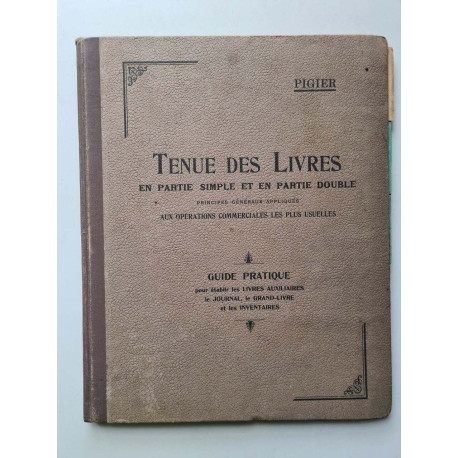 PIGIER
TENUE DES LIVRES
EN PARTIE SIMPLE ET EN PARTIE DOUBLE
PRINCIPES GÉNÉRAUX APPLIQUÉS
AUX OPÉRATIONS COMMERCIALES LES PLUS USUELLES
GUIDE PRATIQUE
pour établir les LIVRES AUXILIAIRES
le JOURNAL, le GRAND-LIVRE
et les INVENTAIRES